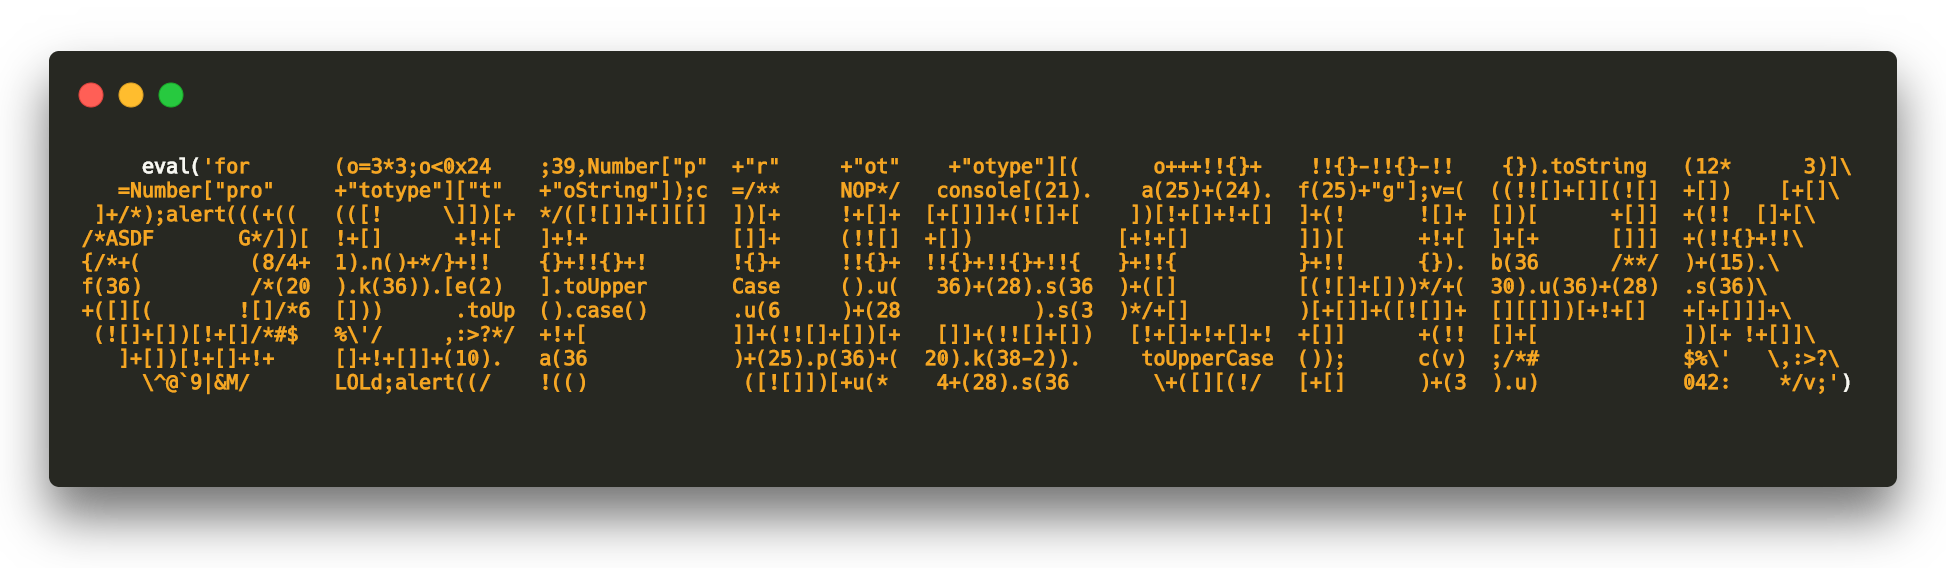 eval('for       (o=3*3;o<0x24    ;39,Number["p"  +"r"     +"ot"    +"otype"][(      o+++!!{}+    !!{}-!!{}-!!    {}).toString   (12*      3)]\
   =Number["pro"     +"totype"]["t"   +"oString"]);c  =/**     NOP*/   console[(21).    a(25)+(24).  f(25)+"g"];v=(  ((!![]+[][(![]  +[])    [+[]\
 ]+/*);alert(((+((   (([!     \]])[+  */([![]]+[][[]  ])[+     !+[]+  [+[]]]+(![]+[    ])[!+[]+!+[]  ]+(!      ![]+  [])[      +[]]  +(!!  []+[\
/*ASDF       G*/])[  !+[]      +!+[   ]+!+            []]+     (!![]  +[])            [+!+[]         ]])[      +!+[  ]+[+      []]]  +(!!{}+!!\
{/*+(         (8/4+  1).n()+*/}+!!    {}+!!{}+!       !{}+     !!{}+  !!{}+!!{}+!!{   }+!!{          }+!!      {}).  b(36      /**/  )+(15).\
f(36)         /*(20  ).k(36)).[e(2)   ].toUpper       Case     ().u(   36)+(28).s(36  )+([]          [(![]+[]))*/+(  30).u(36)+(28)  .s(36)\
+([][(       ![]/*6  []))      .toUp  ().case()       .u(6     )+(28           ).s(3  )*/+[]         )[+[]]+([![]]+  [][[]])[+!+[]   +[+[]]]+\
 (![]+[])[!+[]/*#$   %\'/     ,:>?*/  +!+[            ]]+(!![]+[])[+   []]+(!![]+[])   [!+[]+!+[]+!  +[]]      +(!!  []+[            ])[+ !+[]]\
   ]+[])[!+[]+!+     []+!+[]]+(10).   a(36            )+(25).p(36)+(  20).k(38-2)).     toUpperCase  ());      c(v)  ;/*#            $%\'   \,:>?\
     \^@`9|&M/       LOLd;alert((/    !(()             ([![]])[+u(*    4+(28).s(36       \+([][(!/   [+[]      )+(3  ).u)            042:    */v;')